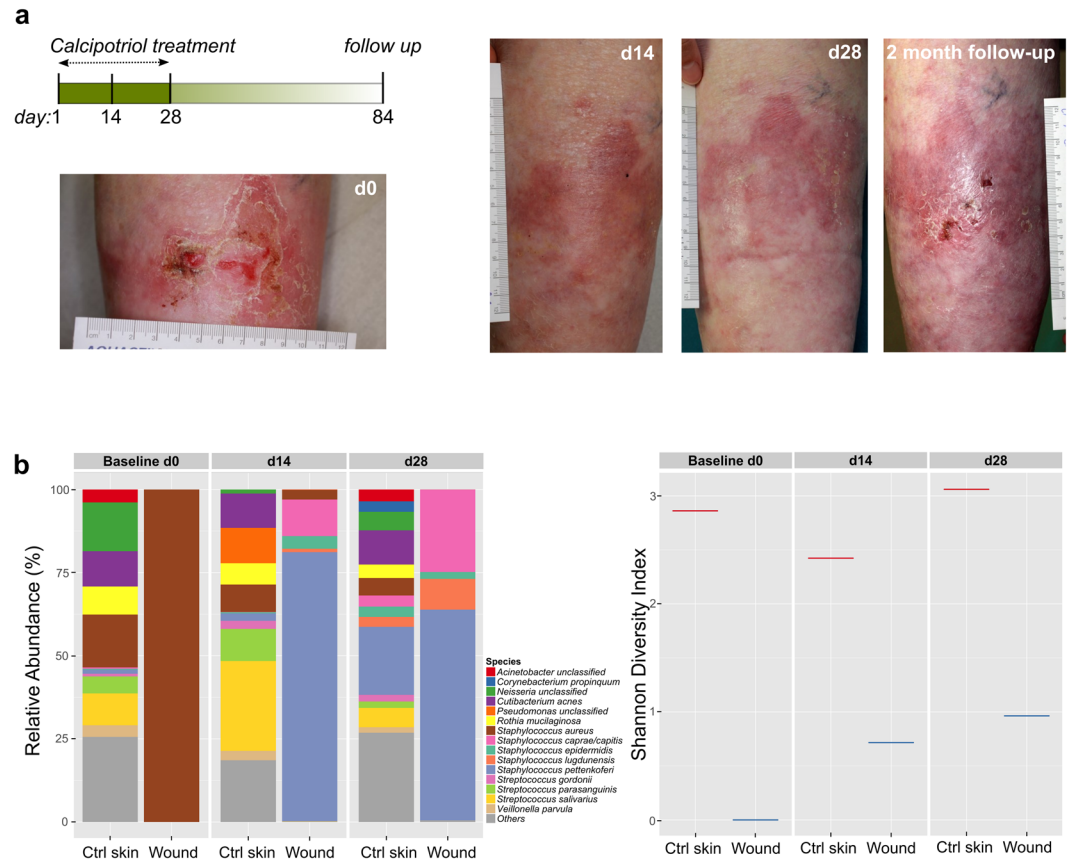 a
Calcipotriol treatment
follow up
day:1 14 28 84
d0
d14
d28
2 month follow-up
b
Baseline d0
d14
d28
Relative Abundance (%)
100
75
50
25
0
Ctrl skin
Wound
Ctrl skin
Wound
Ctrl skin
Wound
Species
Acinetobacter unclassified
Corynebacterium propinquum
Neisseria unclassified
Cutibacterium acnes
Pseudomonas unclassified
Rothia mucilaginosa
Staphylococcus aureus
Staphylococcus caprae/capitis
Staphylococcus epidermidis
Staphylococcus lugdunensis
Staphylococcus pettenkoferi
Streptococcus gordonii
Streptococcus parasanguinis
Streptococcus salivarius
Veillonella parvula
Others
Baseline d0
d14
d28
Shannon Diversity Index
3
2
1
0
Ctrl skin
Wound
Ctrl skin
Wound
Ctrl skin
Wound